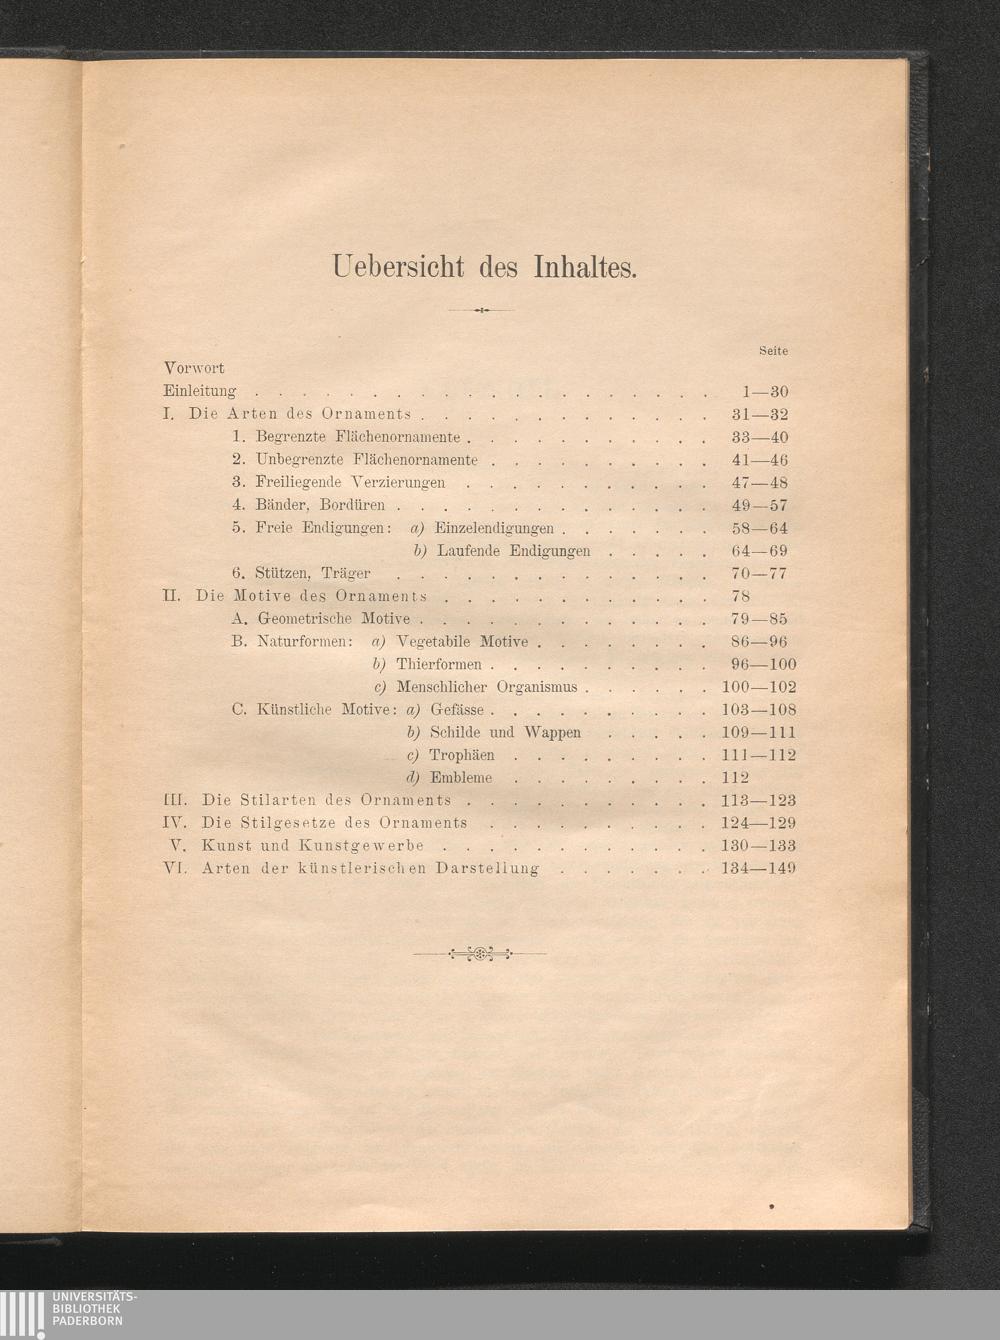 Uebersicht des Inhaltes.
Seite
Vorwort
Einleitung . . . . . . . . . . . . . . . . . . . . 1—30
I. Die Arten des Ornaments . . . . . . . . . . . . . 31—32
1. Begrenzte Flächenornamente . . . . . . . . . . . 33—40
2. Unbegrenzte Flächenornamente . . . . . . . . . . 41—46
3. Freiliegende Verzierungen . . . . . . . . . . . 47—48
4. Bänder, Bordüren . . . . . . . . . . . . . . 49—57
5. Freie Endigungen: a) Einzelendigungen . . . . . . . 58—64
b) Laufende Endigungen . . . . . 64—69
6. Stützen, Träger . . . . . . . . . . . . . . 70—77
II. Die Motive des Ornaments . . . . . . . . . . . . 78
A. Geometrische Motive . . . . . . . . . . . . . 79—85
B. Naturformen: a) Vegetabile Motive . . . . . . . . 86—96
b) Thierformen . . . . . . . . . . 96—100
c) Menschlicher Organismus . . . . . . 100—102
C. Künstliche Motive: a) Gefässe . . . . . . . . . . 103—108
b) Schilde und Wappen . . . . . 109—111
c) Trophäen . . . . . . . . . 111—112
d) Embleme . . . . . . . . . 112
III. Die Stilarten des Ornaments . . . . . . . . . . . 113—123
IV. Die Stilgesetze des Ornaments . . . . . . . . . . 124—129
V. Kunst und Kunstgewerbe . . . . . . . . . . . . 130—133
VI. Arten der künstlerischen Darstellung . . . . . . . 134—149
UNIVERSITÄTS-
BIBLIOTHEK
PADERBORN